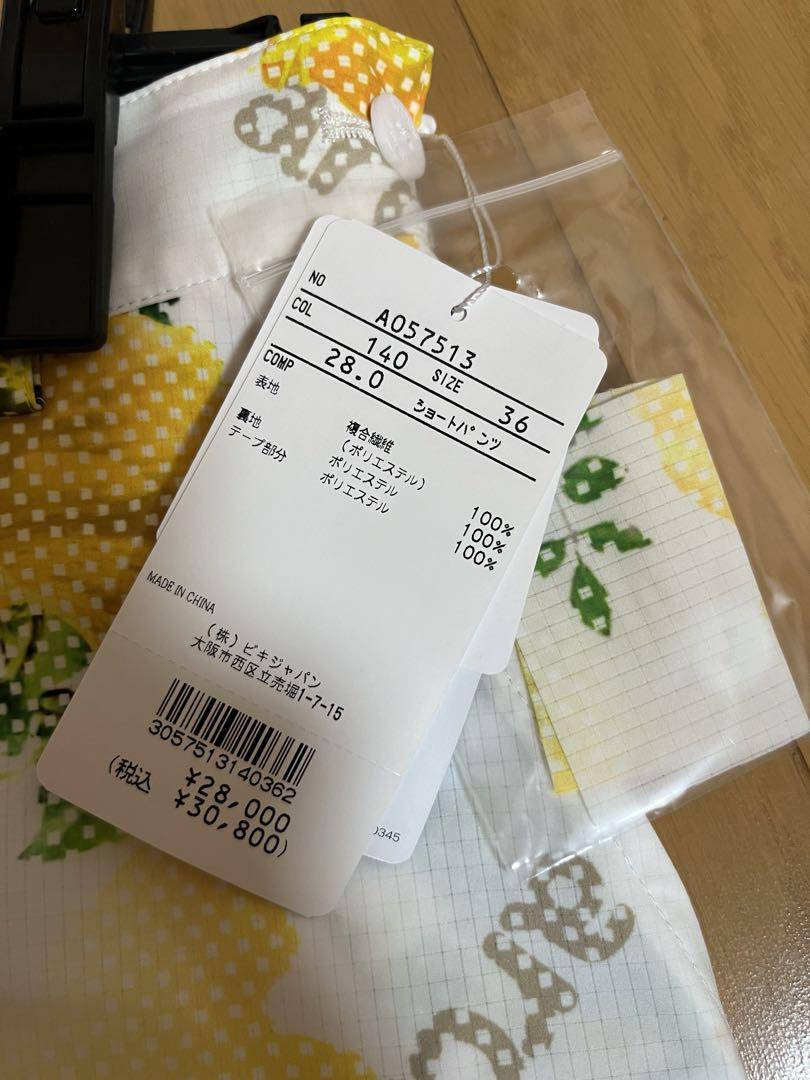 NO A057513
COL 140 SIZE 36
28.0 ショートパンツ
COMP
表地 複合繊維
(ポリエステル) 100%
裏地 ポリエステル 100%
テープ部分 ポリエステル 100%
MADE IN CHINA
(株)ビキジャパン
大阪市西区立売堀1-7-15
3057513140362
¥28,000
(税込 ¥30,800)
0345